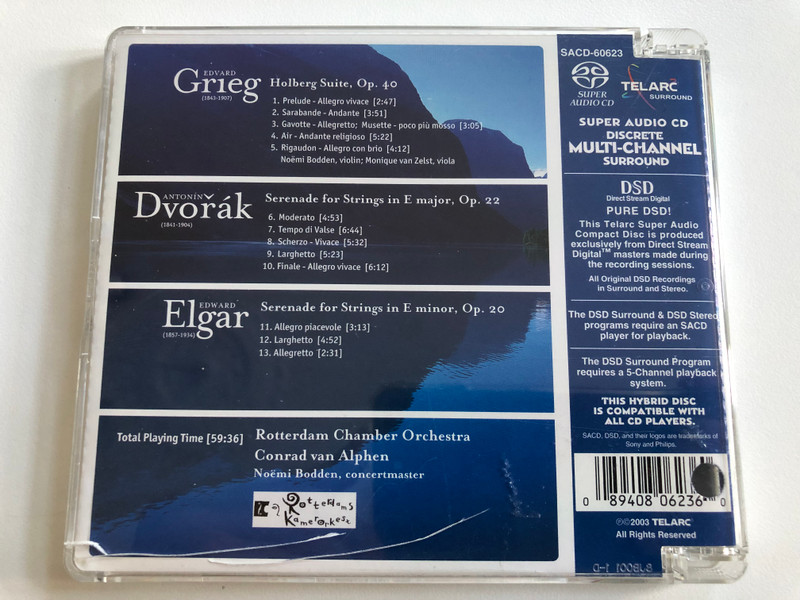 EDVARD
Grieg
(1843-1907)
Holberg Suite, Op. 40
1. Prelude - Allegro vivace [2:47]
2. Sarabande - Andante [3:51]
3. Gavotte - Allegretto; Musette - poco più mosso [3:05]
4. Air - Andante religioso [5:22]
5. Rigaudon - Allegro con brio [4:12]
Noëmi Bodden, violin; Monique van Zelst, viola
ANTONÍN
Dvořák
(1841-1904)
Serenade for Strings in E major, Op. 22
6. Moderato [4:53]
7. Tempo di Valse [6:44]
8. Scherzo - Vivace [5:32]
9. Larghetto [5:23]
10. Finale - Allegro vivace [6:12]
EDWARD
Elgar
(1857-1934)
Serenade for Strings in E minor, Op. 20
11. Allegro piacevole [3:13]
12. Larghetto [4:52]
13. Allegretto [2:31]
Total Playing Time [59:36]
Rotterdam Chamber Orchestra
Conrad van Alphen
Noëmi Bodden, concertmaster
Rotterdams
Kamerorkest
SACD-60623
SUPER AUDIO CD
TELARC
SURROUND
SUPER AUDIO CD
DISCRETE
MULTI-CHANNEL
SURROUND
DSD
Direct Stream Digital
PURE DSD!
This Telarc Super Audio
Compact Disc is produced
exclusively from Direct Stream
Digital™ masters made during
the recording sessions.
All Original DSD Recordings
in Surround and Stereo.
The DSD Surround & DSD Stereo
programs require an SACD
player for playback.
The DSD Surround Program
requires a 5-Channel playback
system.
THIS HYBRID DISC
IS COMPATIBLE WITH
ALL CD PLAYERS.
SACD, DSD, and their logos are trademarks of
Sony and Philips.
0 89408 06236 0
℗©2003 TELARC
All Rights Reserved